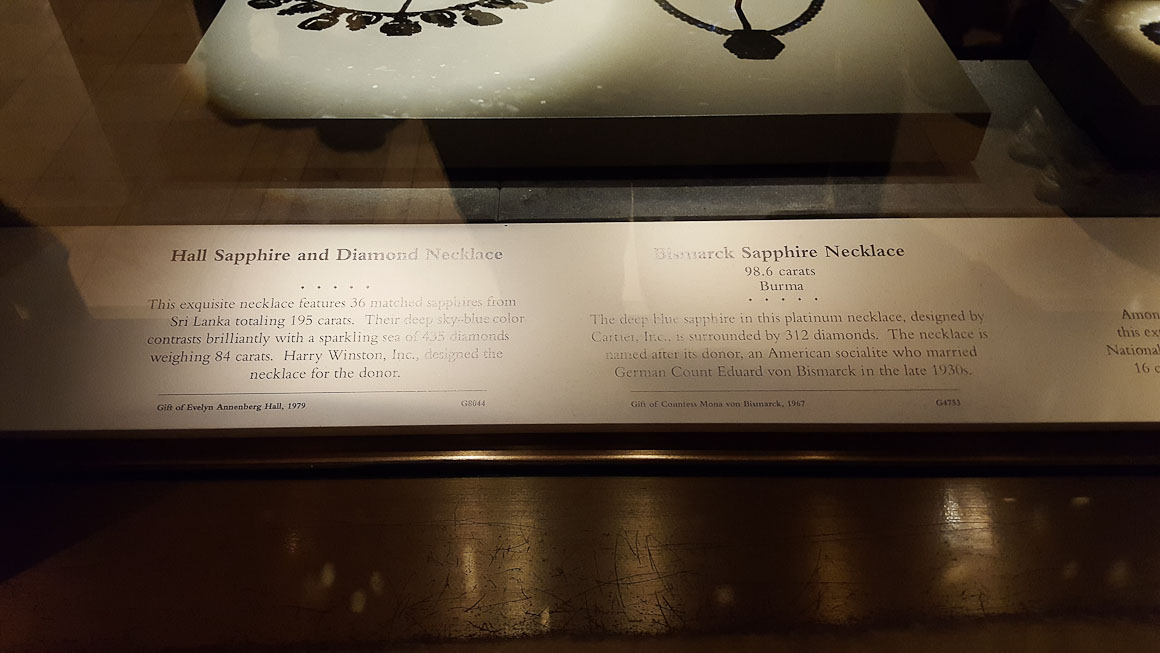 Hall Sapphire and Diamond Necklace
• • • • •
This exquisite necklace features 36 matched sapphires from
Sri Lanka totaling 195 carats. Their deep sky-blue color
contrasts brilliantly with a sparkling sea of 435 diamonds
weighing 84 carats. Harry Winston, Inc., designed the
necklace for the donor.
Gift of Evelyn Annenberg Hall, 1979
G8044
Bismarck Sapphire Necklace
98.6 carats
Burma
• • • • •
The deep blue sapphire in this platinum necklace, designed by
Cartier, Inc., is surrounded by 312 diamonds. The necklace is
named after its donor, an American socialite who married
German Count Eduard von Bismarck in the late 1930s.
Gift of Countess Mona von Bismarck, 1967
G4753
this
National
16